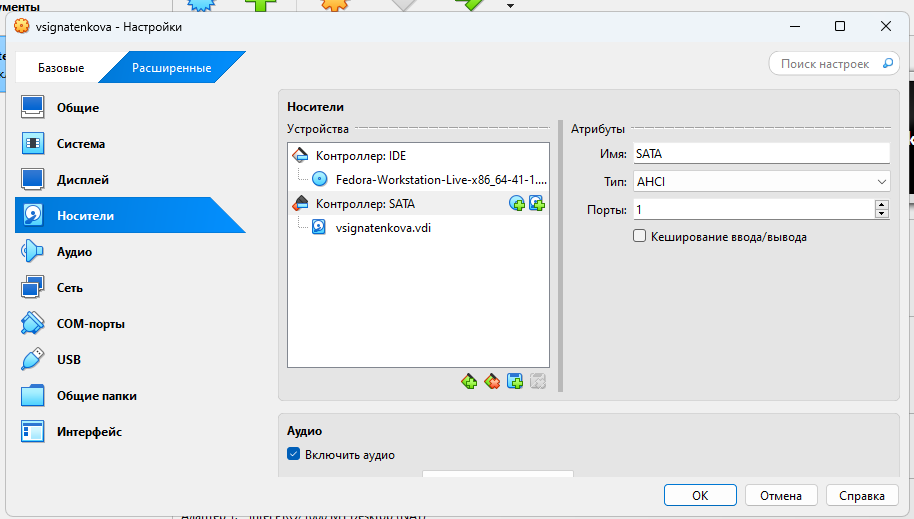 vsignatenkova - Настройки
Базовые
Расширенные
Поиск настроек
Общие
Система
Дисплей
Носители
Аудио
Сеть
COM-порты
USB
Общие папки
Интерфейс
Носители
Устройства
Контроллер: IDE
Fedora-Workstation-Live-x86_64-41-1....
Контроллер: SATA
vsignatenkova.vdi
Атрибуты
Имя: SATA
Тип: AHCI
Порты: 1
Кеширование ввода/вывода
Аудио
Включить аудио
OK
Отмена
Справка